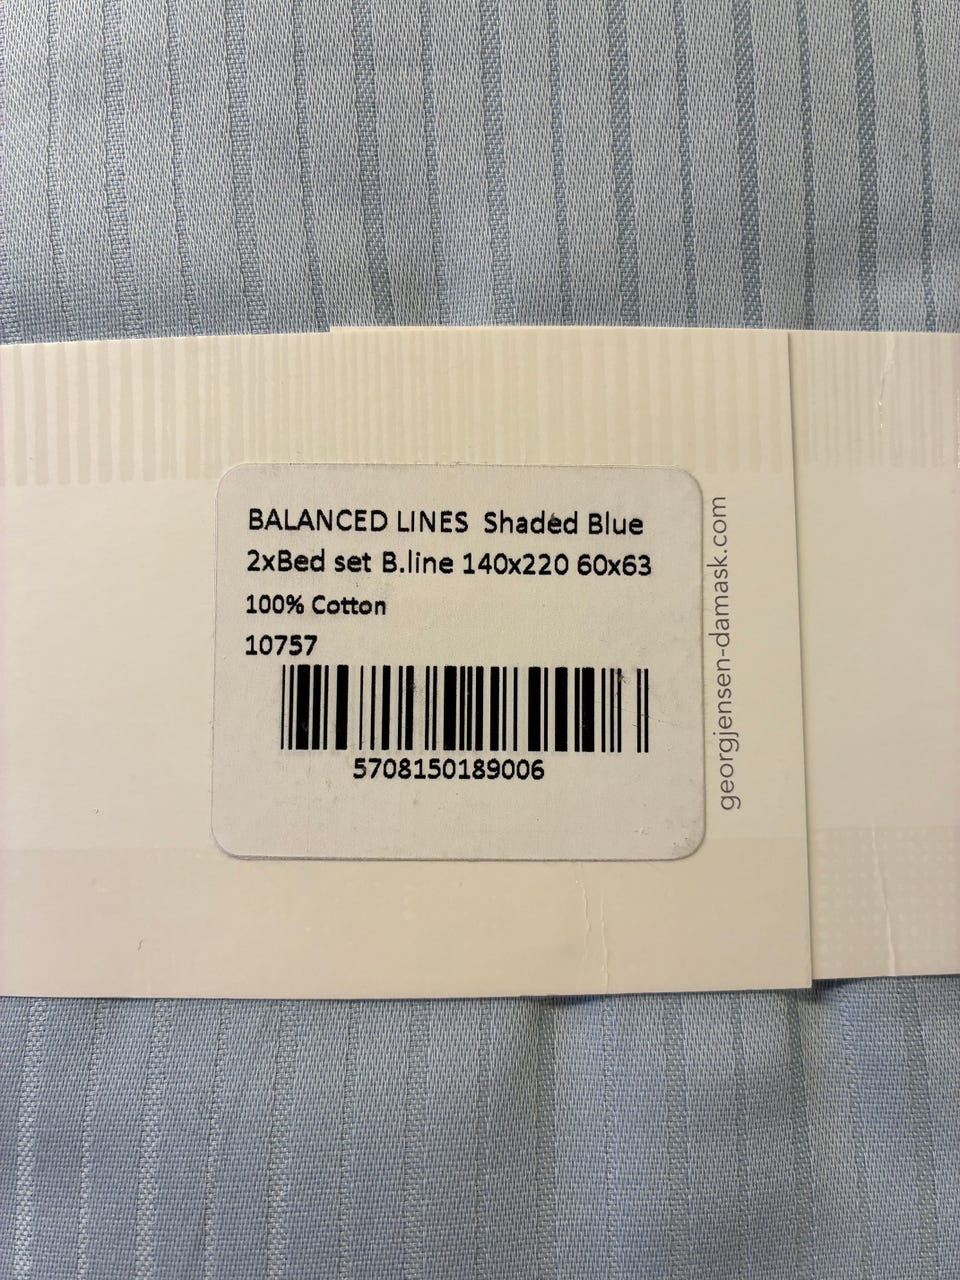 BALANCED LINES Shaded Blue
2xBed set B.line 140x220 60x63
100% Cotton
10757
5708150189006
georgjensen-damask.com